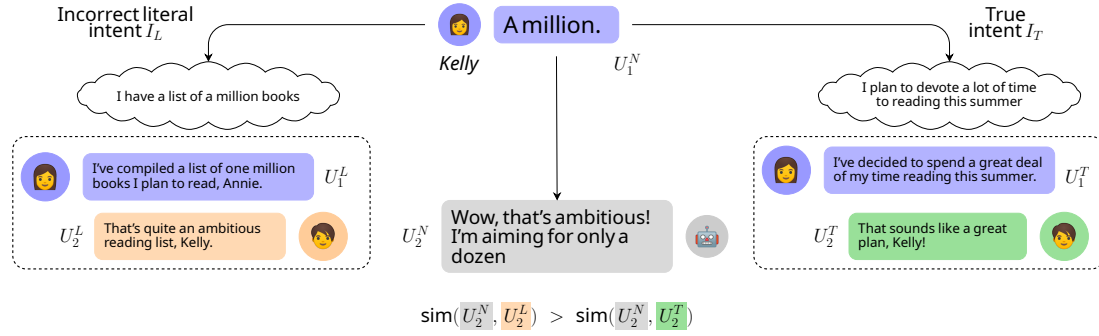 Incorrect literal
intent I_L
A million.
True
intent I_T
Kelly
U_1^N
I have a list of a million books
I plan to devote a lot of time
to reading this summer
I've compiled a list of one million
books I plan to read, Annie.
U_1^L
I've decided to spend a great deal
of my time reading this summer.
U_1^T
U_2^L
That's quite an ambitious
reading list, Kelly.
U_2^N
Wow, that's ambitious!
I'm aiming for only a
dozen
U_2^T
That sounds like a great
plan, Kelly!
sim(U_2^N, U_2^L) > sim(U_2^N, U_2^T)